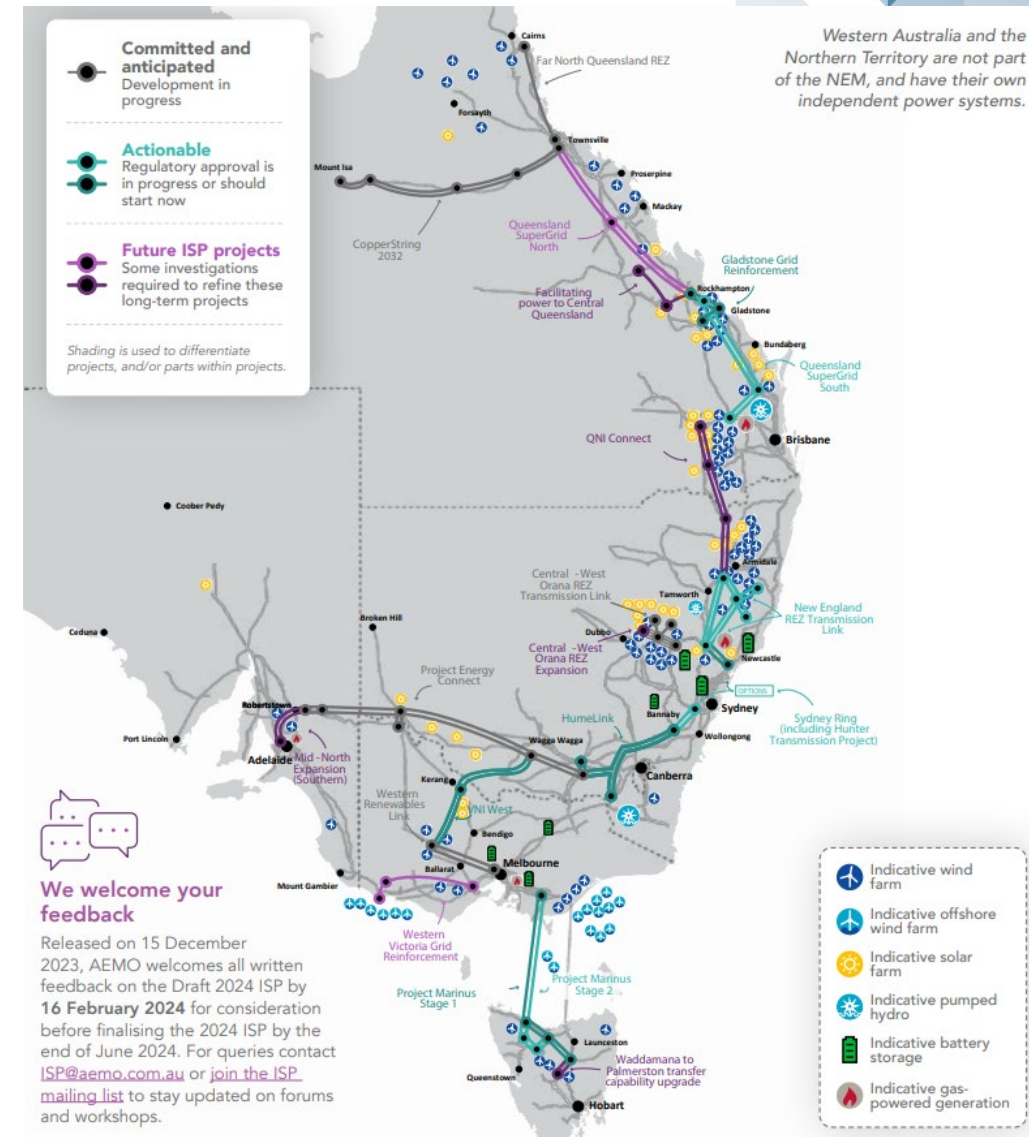 Committed and
anticipated
Development in
progress
Actionable
Regulatory approval is
in progress or should
start now
Future ISP projects
Some investigations
required to refine these
long-term projects
Shading is used to differentiate
projects, and/or parts within projects.
Western Australia and the
Northern Territory are not part
of the NEM, and have their own
independent power systems.
Cairns
Far North Queensland REZ
Forsayth
Townsville
Mount Isa
Proserpine
Mackay
CopperString
2032
Queensland
SuperGrid
North
Gladstone Grid
Reinforcement
Facilitating
power to Central
Queensland
Rockhampton
Gladstone
Bundaberg
Queensland
SuperGrid
South
QNI Connect
Brisbane
Coober Pedy
Armidale
Central -West
Orana REZ
Transmission Link
Tamworth
New England
REZ Transmission
Link
Broken Hill
Dubbo
Ceduna
Central -West
Orana REZ
Expansion
Newcastle
Project Energy
Connect
OPTIONS
Robertstown
HumeLink
Bannaby
Sydney
Sydney Ring
(including Hunter
Transmission Project)
Port Lincoln
Wagga Wagga
Wollongong
Adelaide
Mid -North
Expansion
(Southern)
Kerang
Canberra
Western
Renewables
Link
VNI West
Bendigo
Melbourne
Ballarat
Mount Gambier
Western
Victoria Grid
Reinforcement
Project Marinus
Stage 1
Project Marinus
Stage 2
Launceston
Queenstown
Waddamana to
Palmerston transfer
capability upgrade
Hobart
We welcome your
feedback
Released on 15 December
2023, AEMO welcomes all written
feedback on the Draft 2024 ISP by
16 February 2024 for consideration
before finalising the 2024 ISP by the
end of June 2024. For queries contact
ISP@aemo.com.au or join the ISP
mailing list to stay updated on forums
and workshops.
Indicative wind
farm
Indicative offshore
wind farm
Indicative solar
farm
Indicative pumped
hydro
Indicative battery
storage
Indicative gas-
powered generation